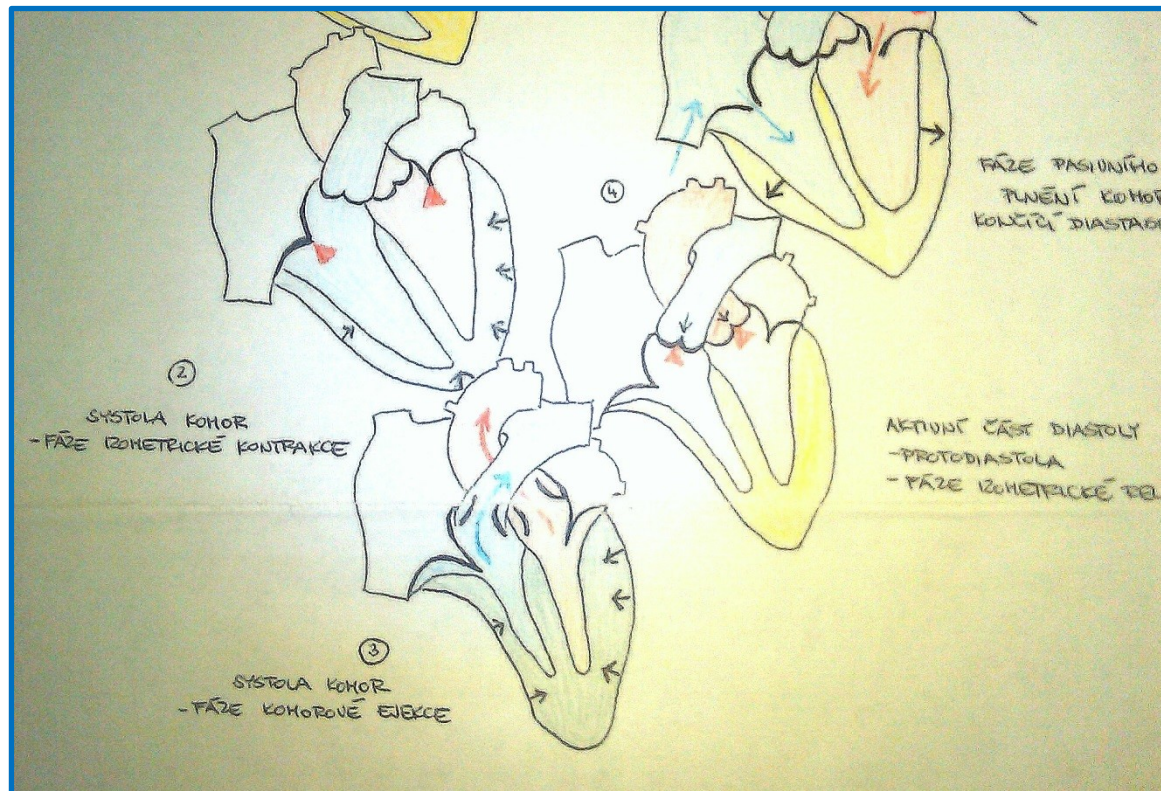 ②
SYSTOLA KOMOR
- FÁZE IZOMETRICKÉ KONTRAKCE
③
SYSTOLA KOMOR
- FÁZE KOMOROVÉ EJEKCE
④
AKTIVNÍ ČÁST DIASTOLY
- PROTODIASTOLA
- FÁZE IZOMETRICKÉ
FÁZE PASIVNÍHO
PLNĚNÍ KOMOR
KONČÍCÍ